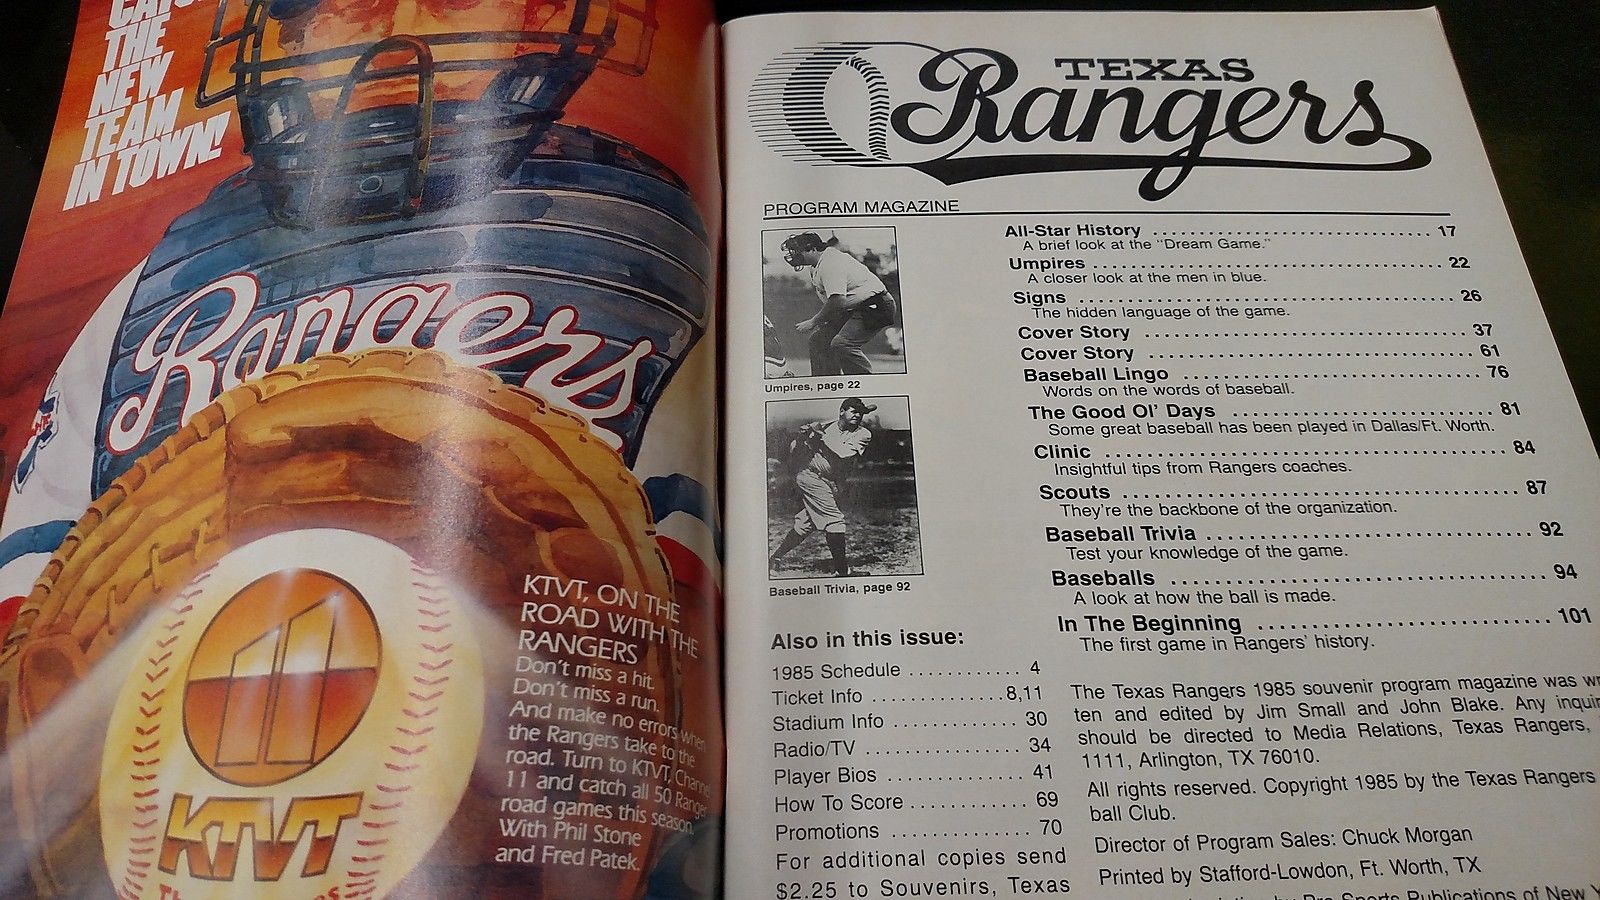 THE
NEW
TEAM
IN TOWN!
Rangers
11
KTVT
KTVT, ON THE
ROAD WITH THE
RANGERS
Don't miss a hit.
Don't miss a run.
And make no errors when
the Rangers take to the
road. Turn to KTVT, Channel
11 and catch all 50 Ranger
road games this season.
With Phil Stone
and Fred Patek.
TEXAS
Rangers
PROGRAM MAGAZINE
Umpires, page 22
Baseball Trivia, page 92
All-Star History ........................................ 17
A brief look at the "Dream Game."
Umpires ........................................ 22
A closer look at the men in blue.
Signs ........................................ 26
The hidden language of the game.
Cover Story ........................................ 37
Cover Story ........................................ 61
Baseball Lingo ........................................ 76
Words on the words of baseball.
The Good Ol' Days ........................................ 81
Some great baseball has been played in Dallas/Ft. Worth.
Clinic ........................................ 84
Insightful tips from Rangers coaches.
Scouts ........................................ 87
They're the backbone of the organization.
Baseball Trivia ........................................ 92
Test your knowledge of the game.
Baseballs ........................................ 94
A look at how the ball is made.
In The Beginning ........................................ 101
The first game in Rangers' history.
Also in this issue:
1985 Schedule ............ 4
Ticket Info ............ 8,11
Stadium Info ............ 30
Radio/TV ............ 34
Player Bios ............ 41
How To Score ............ 69
Promotions ............ 70
For additional copies send
$2.25 to Souvenirs, Texas
The Texas Rangers 1985 souvenir program magazine was
ten and edited by Jim Small and John Blake. Any
should be directed to Media Relations, Texas Rangers,
1111, Arlington, TX 76010.
All rights reserved. Copyright 1985 by the Texas Rangers
ball Club.
Director of Program Sales: Chuck Morgan
Printed by Stafford-Lowdon, Ft. Worth, TX
by Pro Sports Publications of New